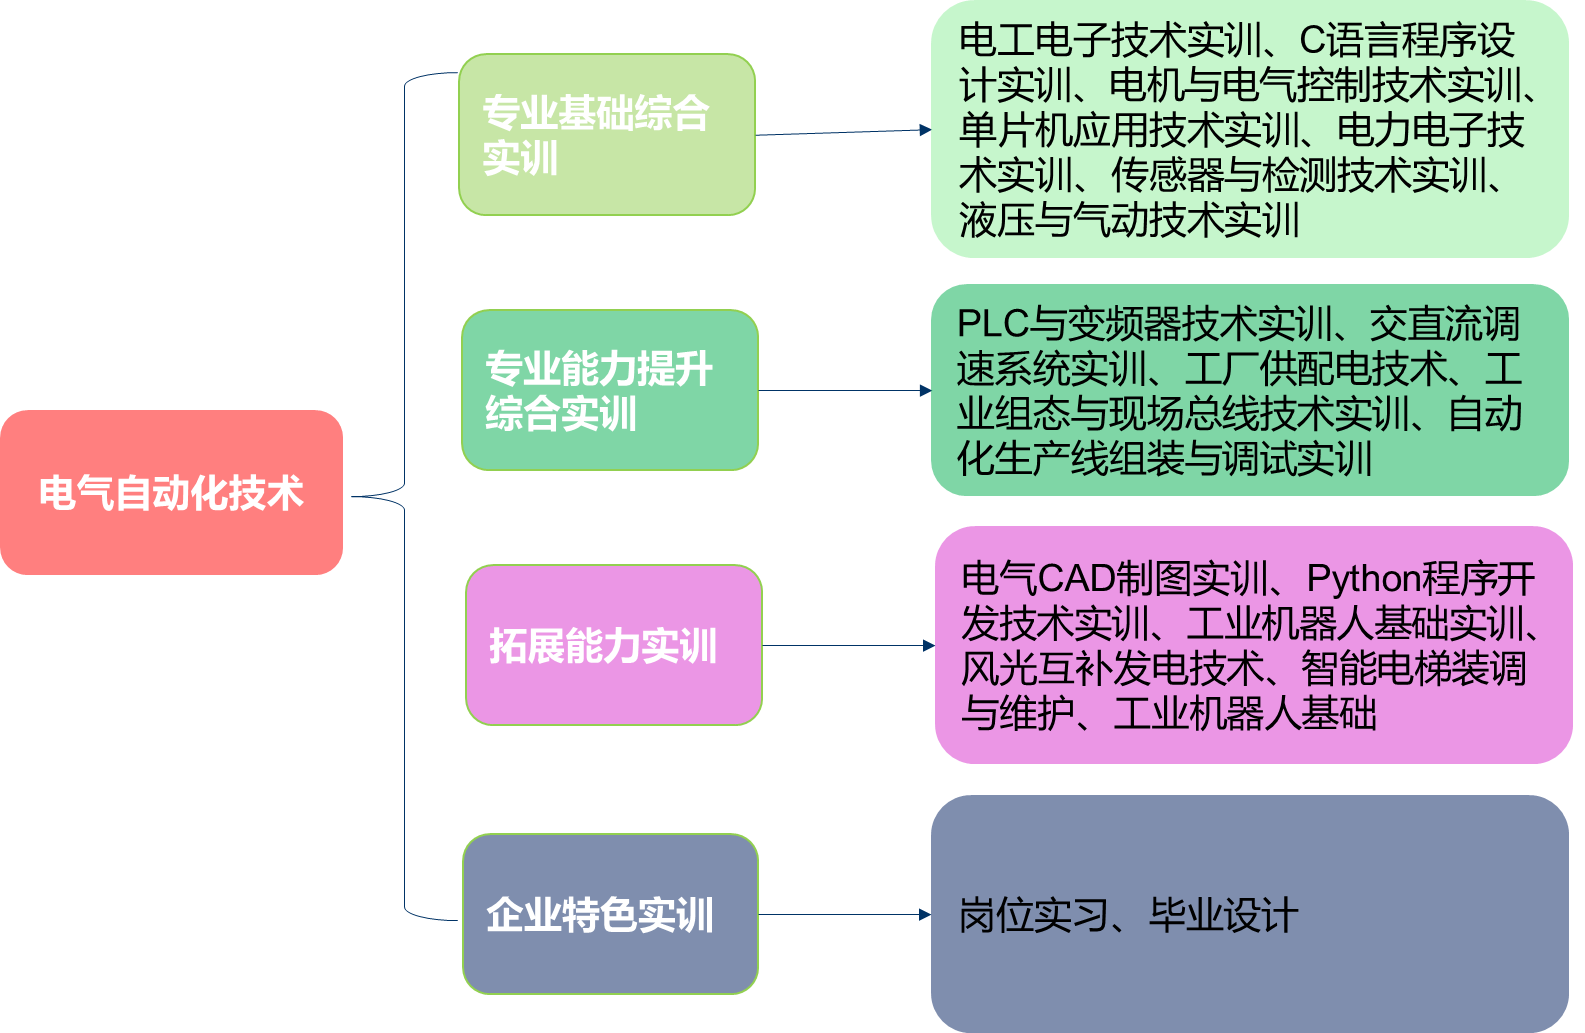 电气自动化技术
专业基础综合
实训
电工电子技术实训、C语言程序设
计实训、电机与电气控制技术实训、
单片机应用技术实训、电力电子技
术实训、传感器与检测技术实训、
液压与气动技术实训
专业能力提升
综合实训
PLC与变频器技术实训、交直流调
速系统实训、工厂供配电技术、工
业组态与现场总线技术实训、自动
化生产线组装与调试实训
拓展能力实训
电气CAD制图实训、Python程序开
发技术实训、工业机器人基础实训、
风光互补发电技术、智能电梯装调
与维护、工业机器人基础
企业特色实训
岗位实习、毕业设计